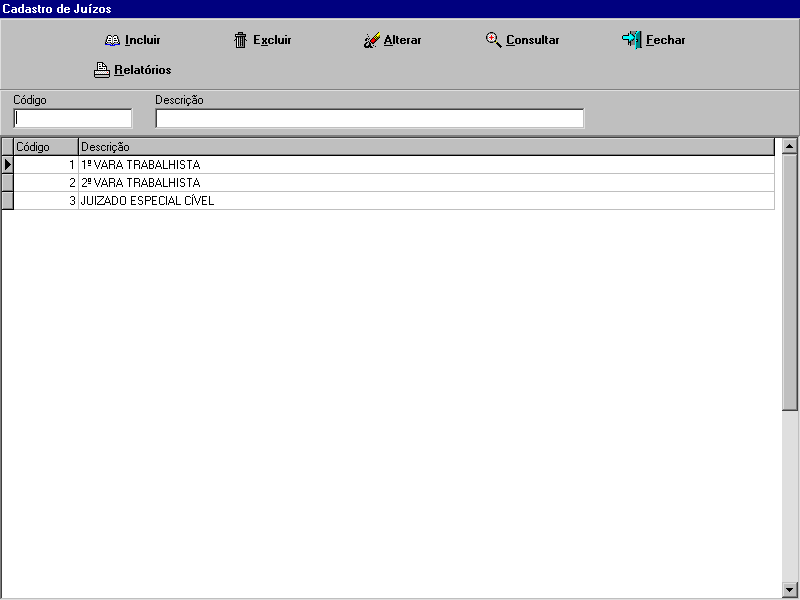 Cadastro de Juízos
Incluir Excluir Alterar Consultar Fechar
Relatórios
Código Descrição
Código Descrição
1 1ª VARA TRABALHISTA
2 2ª VARA TRABALHISTA
3 JUIZADO ESPECIAL CÍVEL